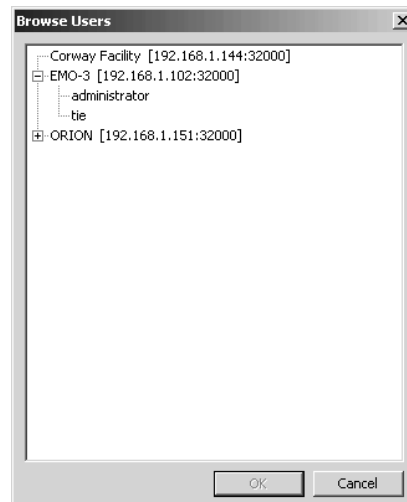 Browse Users
Corway Facility [192.168.1.144:32000]
EMO-3 [192.168.1.102:32000]
administrator
tie
ORION [192.168.1.151:32000]
OK
Cancel